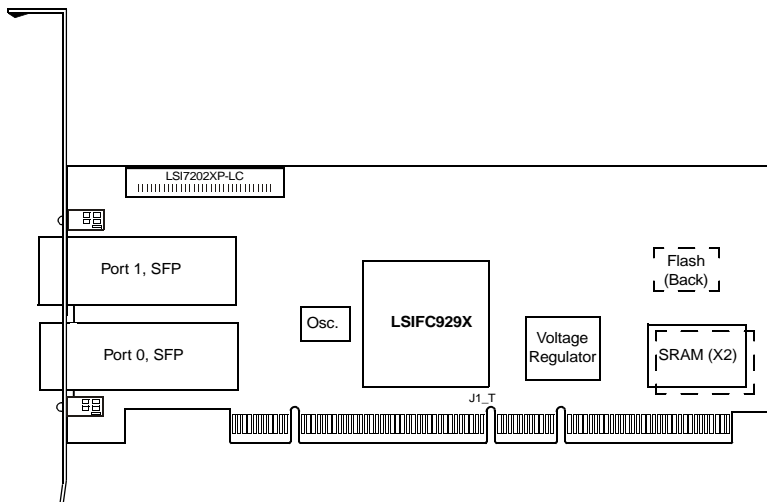 LSI7202XP-LC
Port 1, SFP
Flash
(Back)
Osc.
LSIFC929X
Voltage
Regulator
Port 0, SFP
SRAM (X2)
J1_T